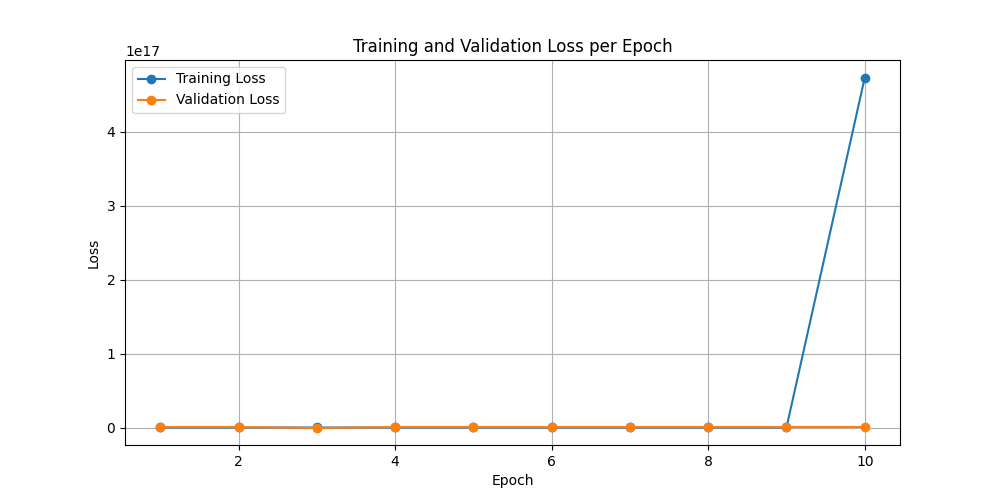 Training and Validation Loss per Epoch
1e17
Training Loss
Validation Loss
4
3
2
1
0
Loss
2 4 6 8 10
Epoch